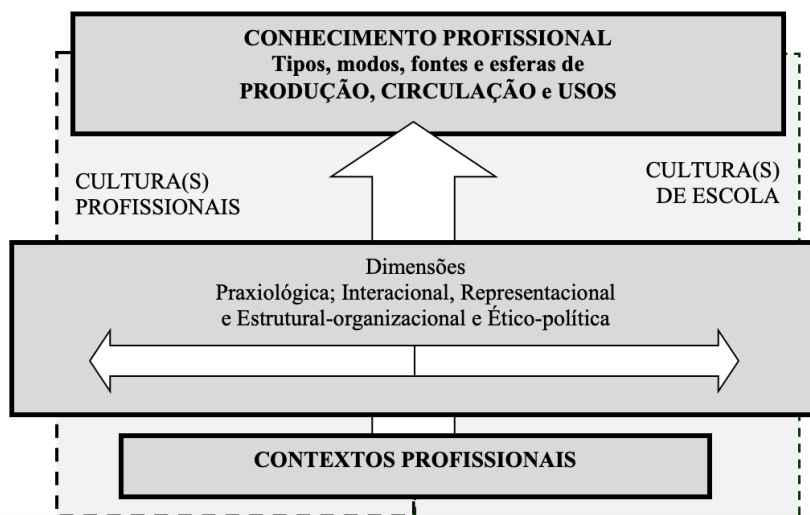 CONHECIMENTO PROFISSIONAL
Tipos, modos, fontes e esferas de
PRODUÇÃO, CIRCULAÇÃO e USOS
CULTURA(S)
PROFISSIONAIS
CULTURA(S)
DE ESCOLA
Dimensões
Praxiológica; Interacional, Representacional
e Estrutural-organizacional e Ético-política
CONTEXTOS PROFISSIONAIS